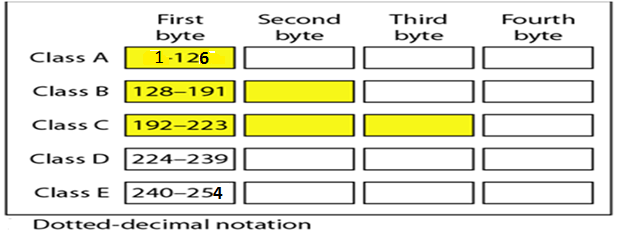 First byte Second byte Third byte Fourth byte
Class A 1-126
Class B 128–191
Class C 192–223
Class D 224–239
Class E 240–254
Dotted-decimal notation